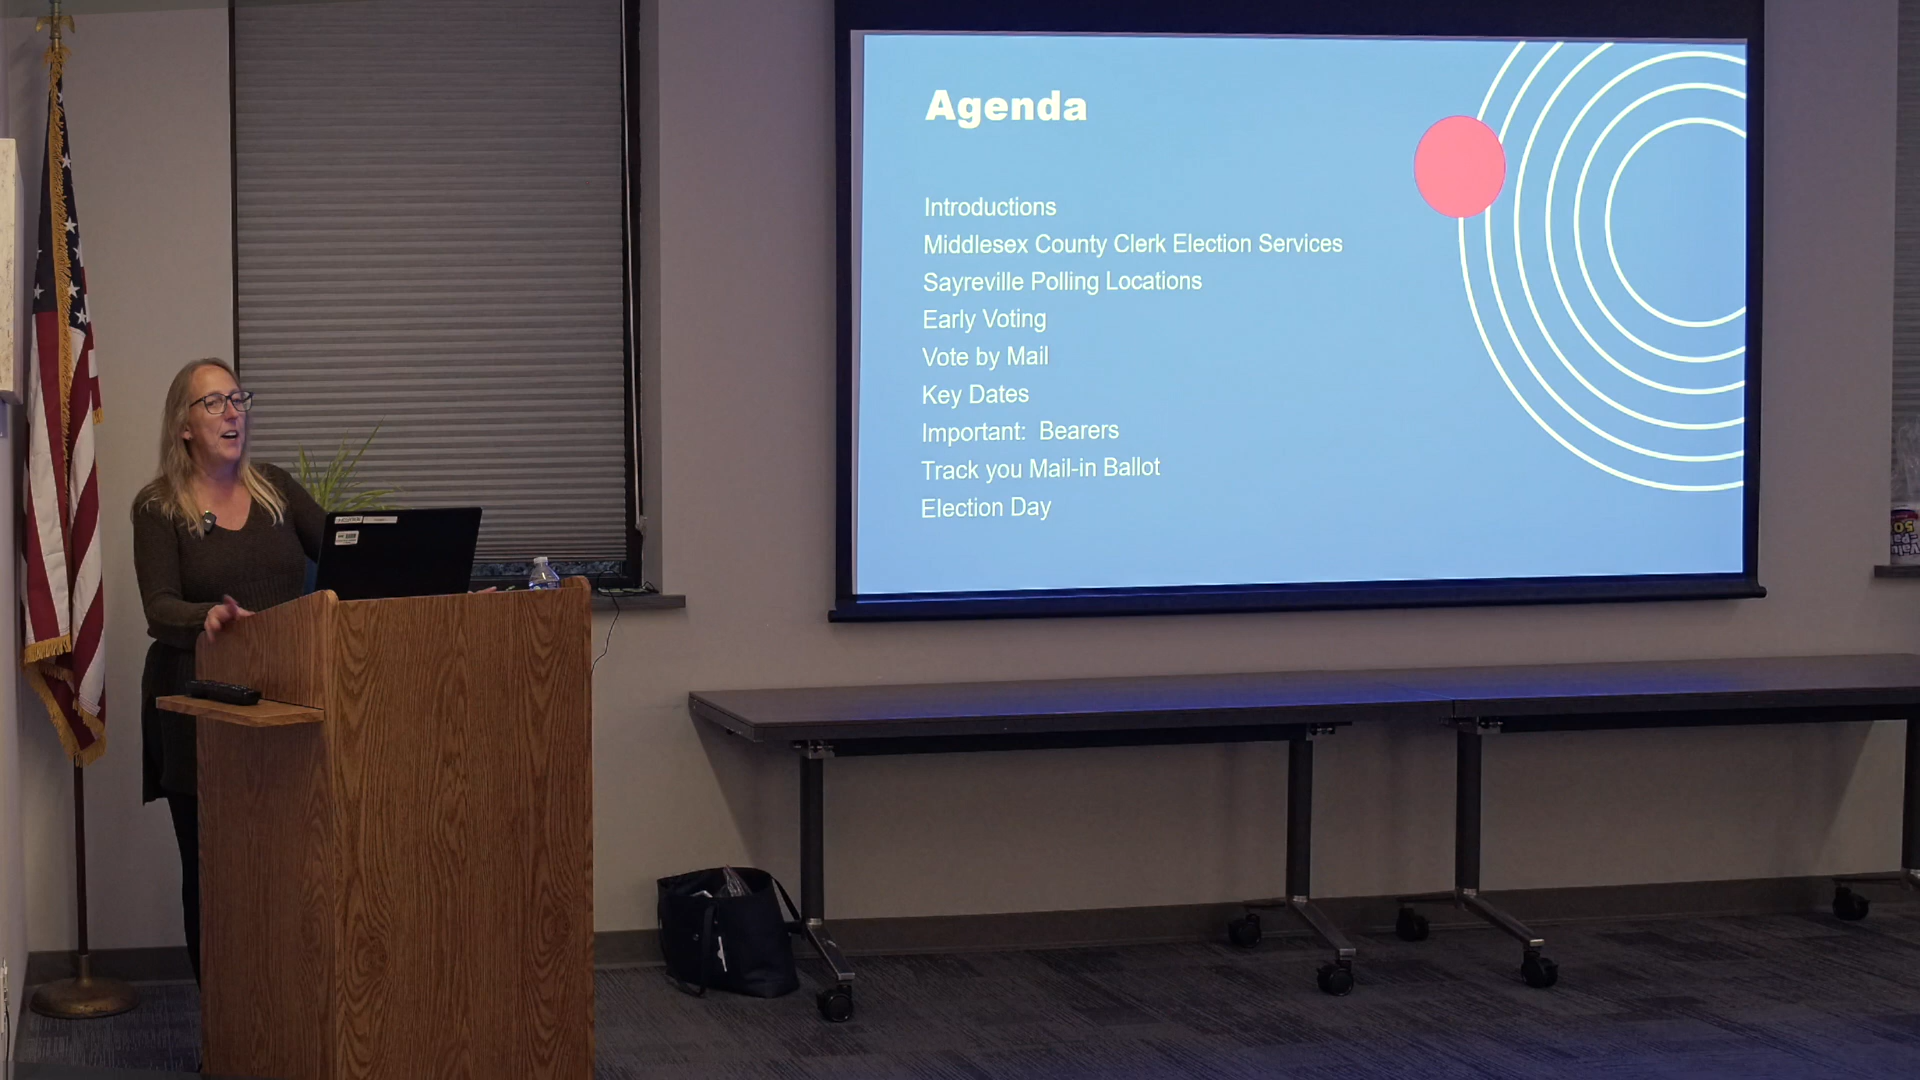 Agenda
Introductions
Middlesex County Clerk Election Services
Sayreville Polling Locations
Early Voting
Vote by Mail
Key Dates
Important:  Bearers
Track you Mail-in Ballot
Election Day